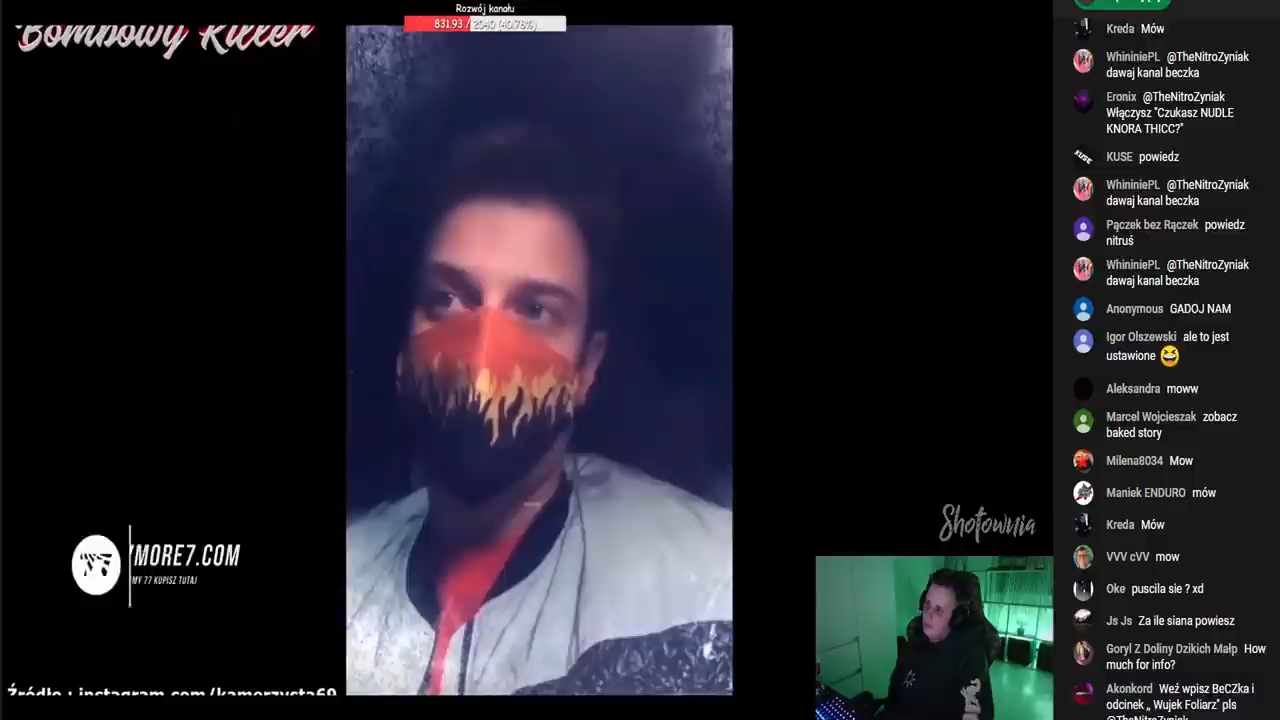 Rozwój kanału
831.93 / 2040 (40.78%)
Bombowy Killer
MORE7.COM
MY 77 KUPISZ TUTAJ
Źródło : instagram.com/kamerzysta69
Shotownia
Kreda Mów
WhininiePL @TheNitroZyniak
dawaj kanal beczka
Eronix @TheNitroZyniak
Włączysz "Czukasz NUDLE
KNORA THICC?"
KUSE powiedz
WhininiePL @TheNitroZyniak
dawaj kanal beczka
Pączek bez Rączek powiedz
nitruś
WhininiePL @TheNitroZyniak
dawaj kanal beczka
Anonymous GADOJ NAM
Igor Olszewski ale to jest
ustawione 😆
Aleksandra moww
Marcel Wojcieszak zobacz
baked story
Milena8034 Mow
Maniek ENDURO mów
Kreda Mów
VVV cVV mow
Oke puscila sie ? xd
Js Js Za ile siana powiesz
Goryl Z Doliny Dzikich Małp How
much for info?
Akonkord Weź wpisz BeCZka i
odcinek „ Wujek Foliarz" pls
@TheNitroZyniak